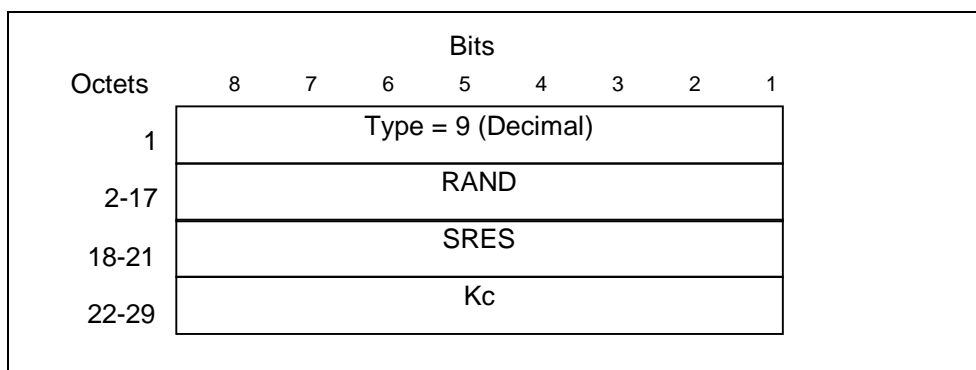 Bits
Octets 8 7 6 5 4 3 2 1
1 Type = 9 (Decimal)
2-17 RAND
18-21 SRES
22-29 Kc